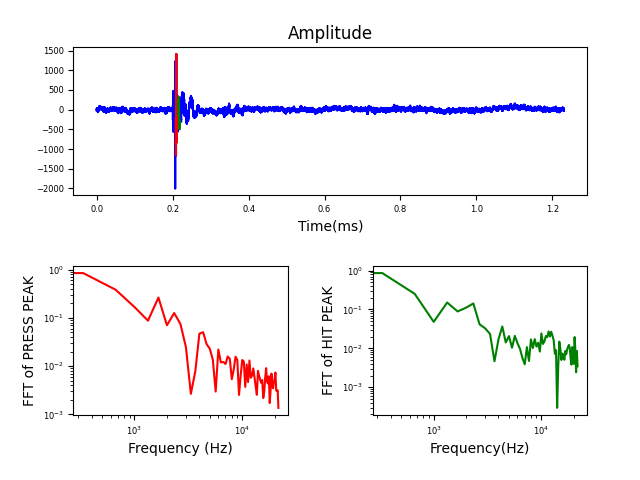 Amplitude
1500
1000
500
0
−500
−1000
−1500
−2000
0.0 0.2 0.4 0.6 0.8 1.0 1.2
Time(ms)
FFT of PRESS PEAK
10⁰
10⁻¹
10⁻²
10⁻³
10³ 10⁴
Frequency (Hz)
FFT of HIT PEAK
10⁰
10⁻¹
10⁻²
10⁻³
10³ 10⁴
Frequency(Hz)